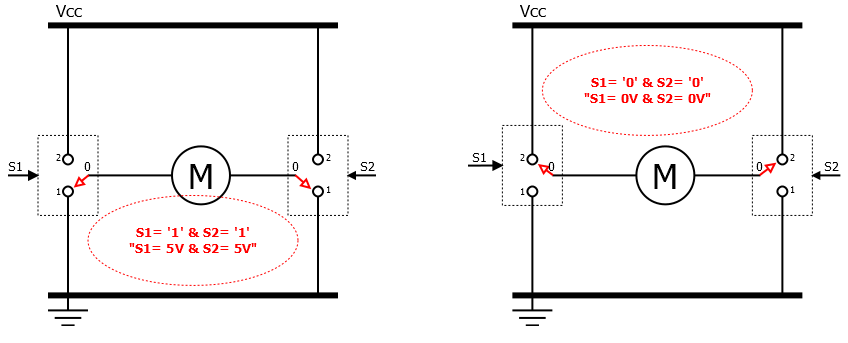 Vcc
S1= '0' & S2= '0'
"S1= 0V & S2= 0V"
2
2
S1
0
M
0
S2
1
1
S1= '1' & S2= '1'
"S1= 5V & S2= 5V"
Vcc
2
2
S1
0
M
0
S2
1
1